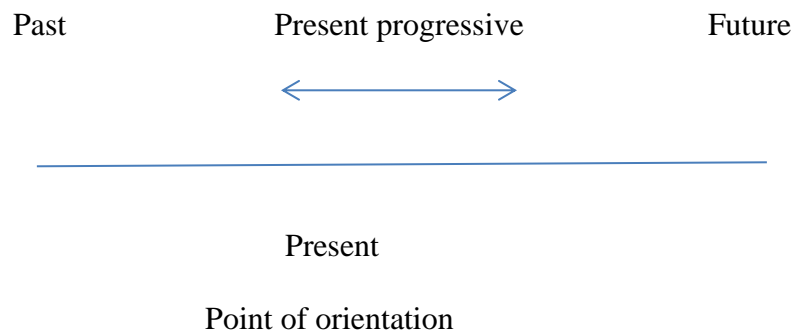 Past Present progressive Future
Present
Point of orientation